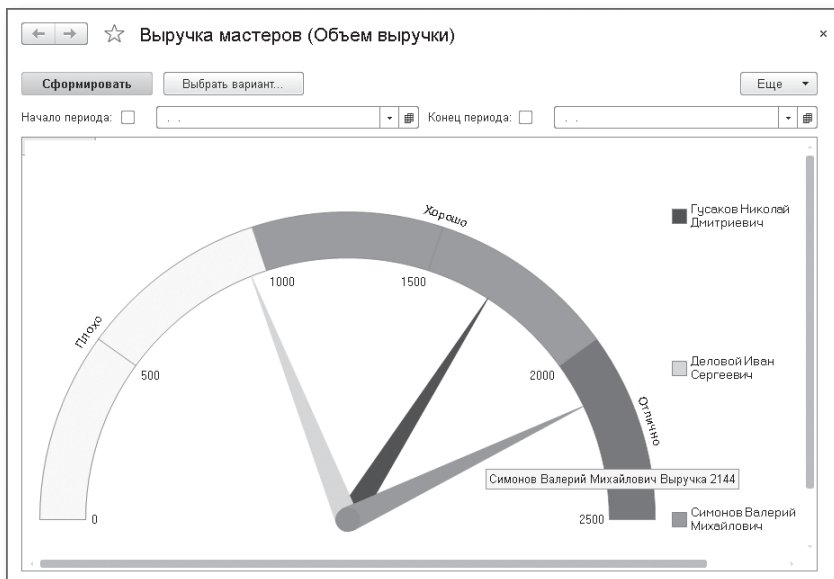 Выручка мастеров (Объем выручки)
×
Сформировать
Выбрать вариант...
Еще
Начало периода:
. .
Конец периода:
. .
Плохо
Хорошо
Отлично
0
500
1000
1500
2000
2500
Гусаков Николай
Дмитриевич
Деловой Иван
Сергеевич
Симонов Валерий Михайлович Выручка 2144
Симонов Валерий
Михайлович